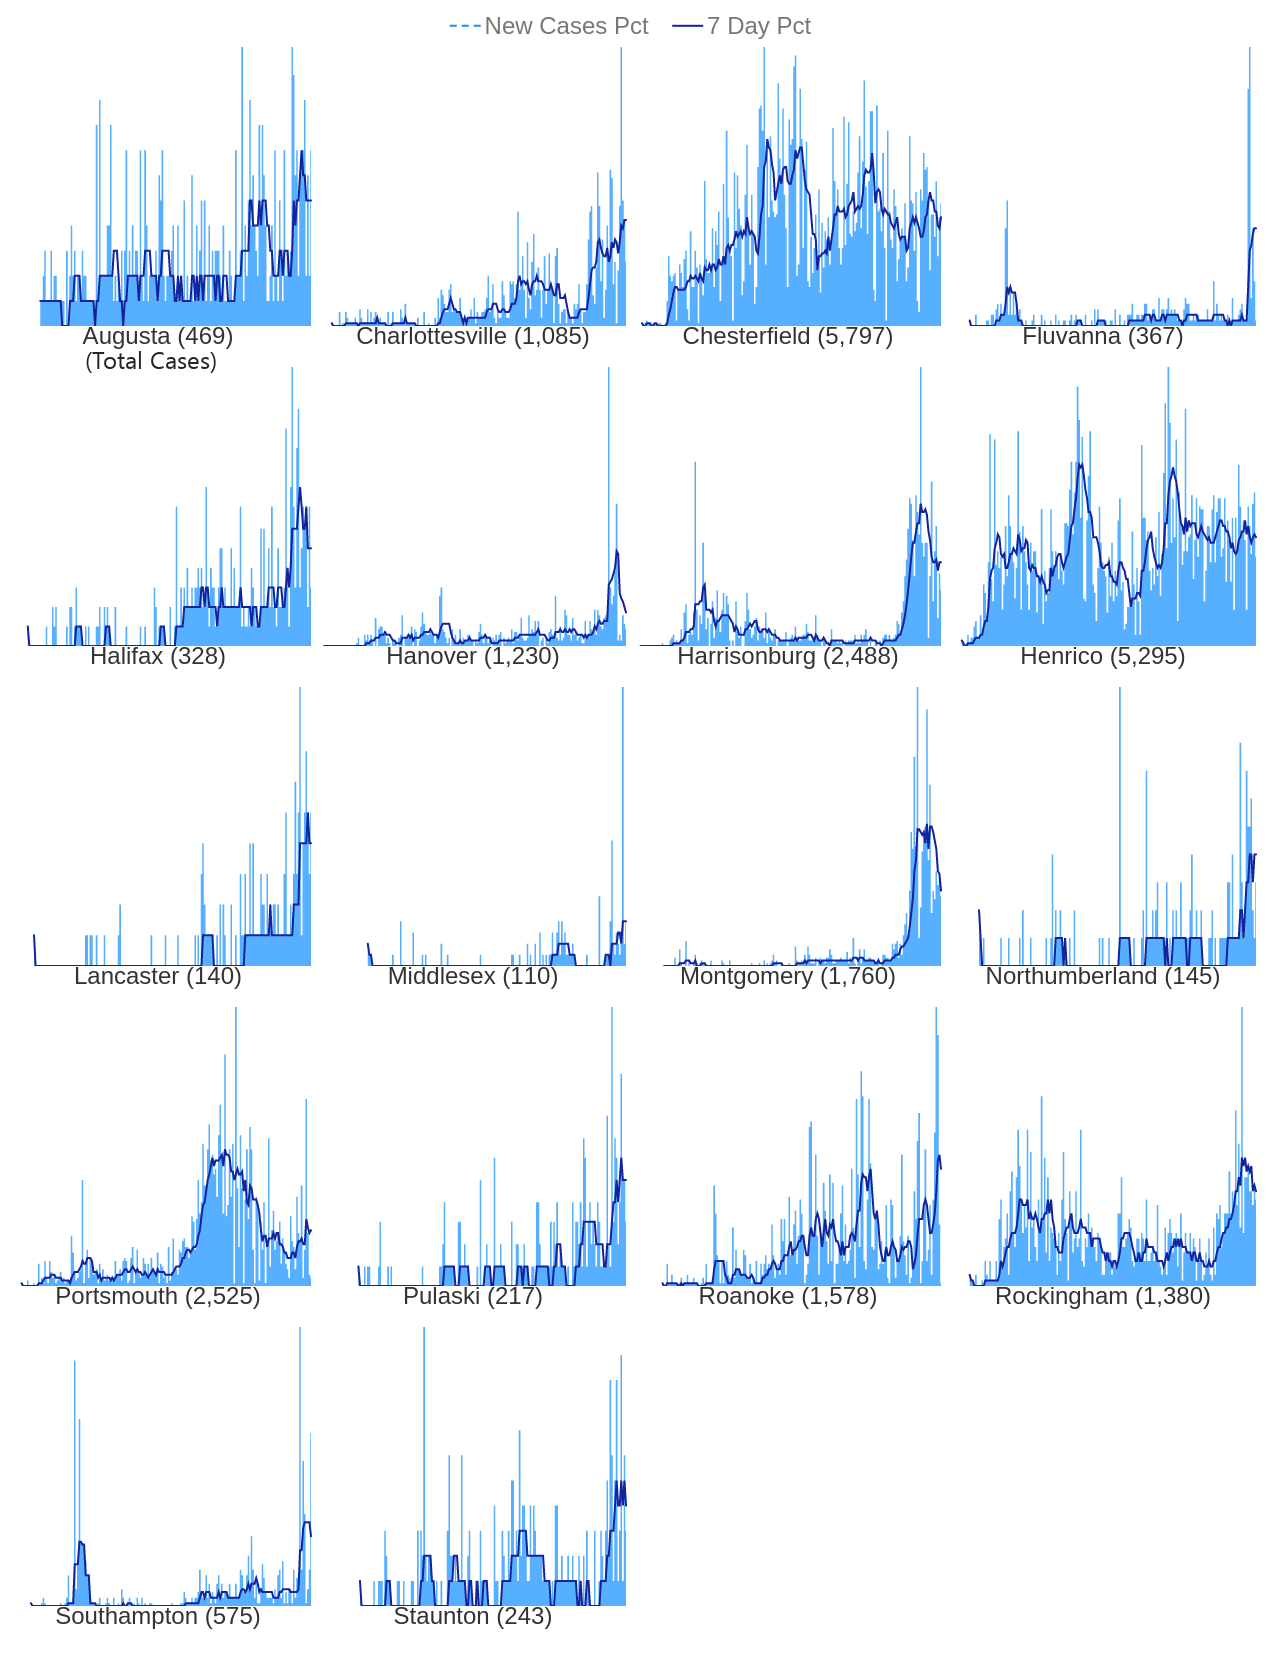 New Cases Pct 7 Day Pct
Augusta (469) Charlottesville (1,085) Chesterfield (5,797) Fluvanna (367)
(Total Cases)
Halifax (328) Hanover (1,230) Harrisonburg (2,488) Henrico (5,295)
Lancaster (140) Middlesex (110) Montgomery (1,760) Northumberland (145)
Portsmouth (2,525) Pulaski (217) Roanoke (1,578) Rockingham (1,380)
Southampton (575) Staunton (243)